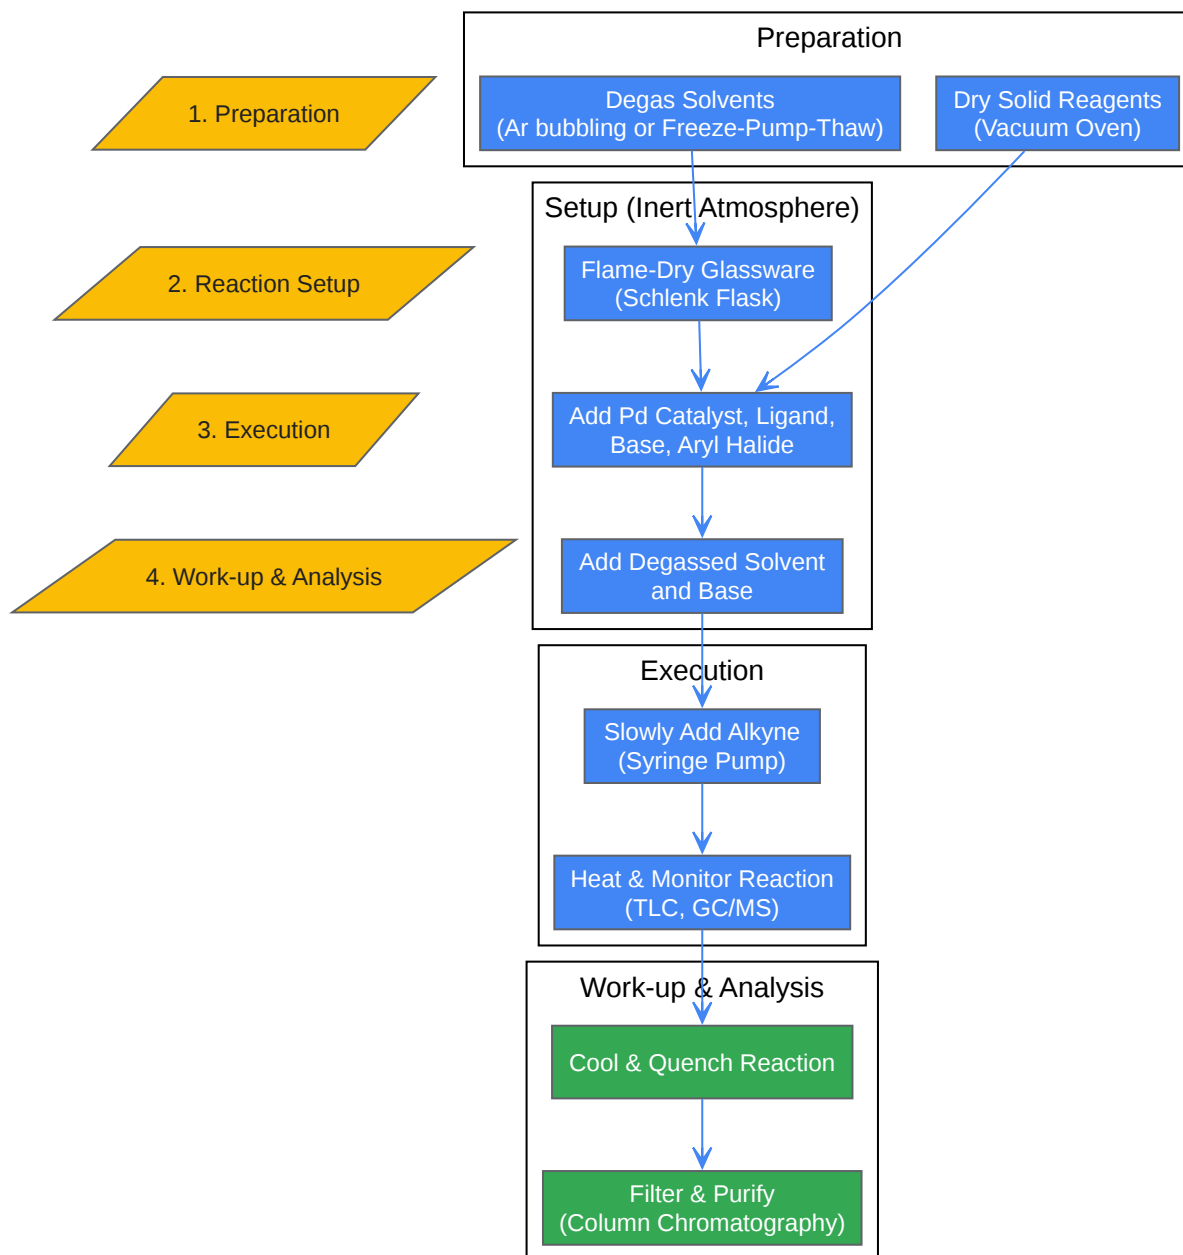 Preparation
1. Preparation
Degas Solvents
(Ar bubbling or Freeze-Pump-Thaw)
Dry Solid Reagents
(Vacuum Oven)
Setup (Inert Atmosphere)
2. Reaction Setup
Flame-Dry Glassware
(Schlenk Flask)
3. Execution
Add Pd Catalyst, Ligand,
Base, Aryl Halide
4. Work-up & Analysis
Add Degassed Solvent
and Base
Execution
Slowly Add Alkyne
(Syringe Pump)
Heat & Monitor Reaction
(TLC, GC/MS)
Work-up & Analysis
Cool & Quench Reaction
Filter & Purify
(Column Chromatography)